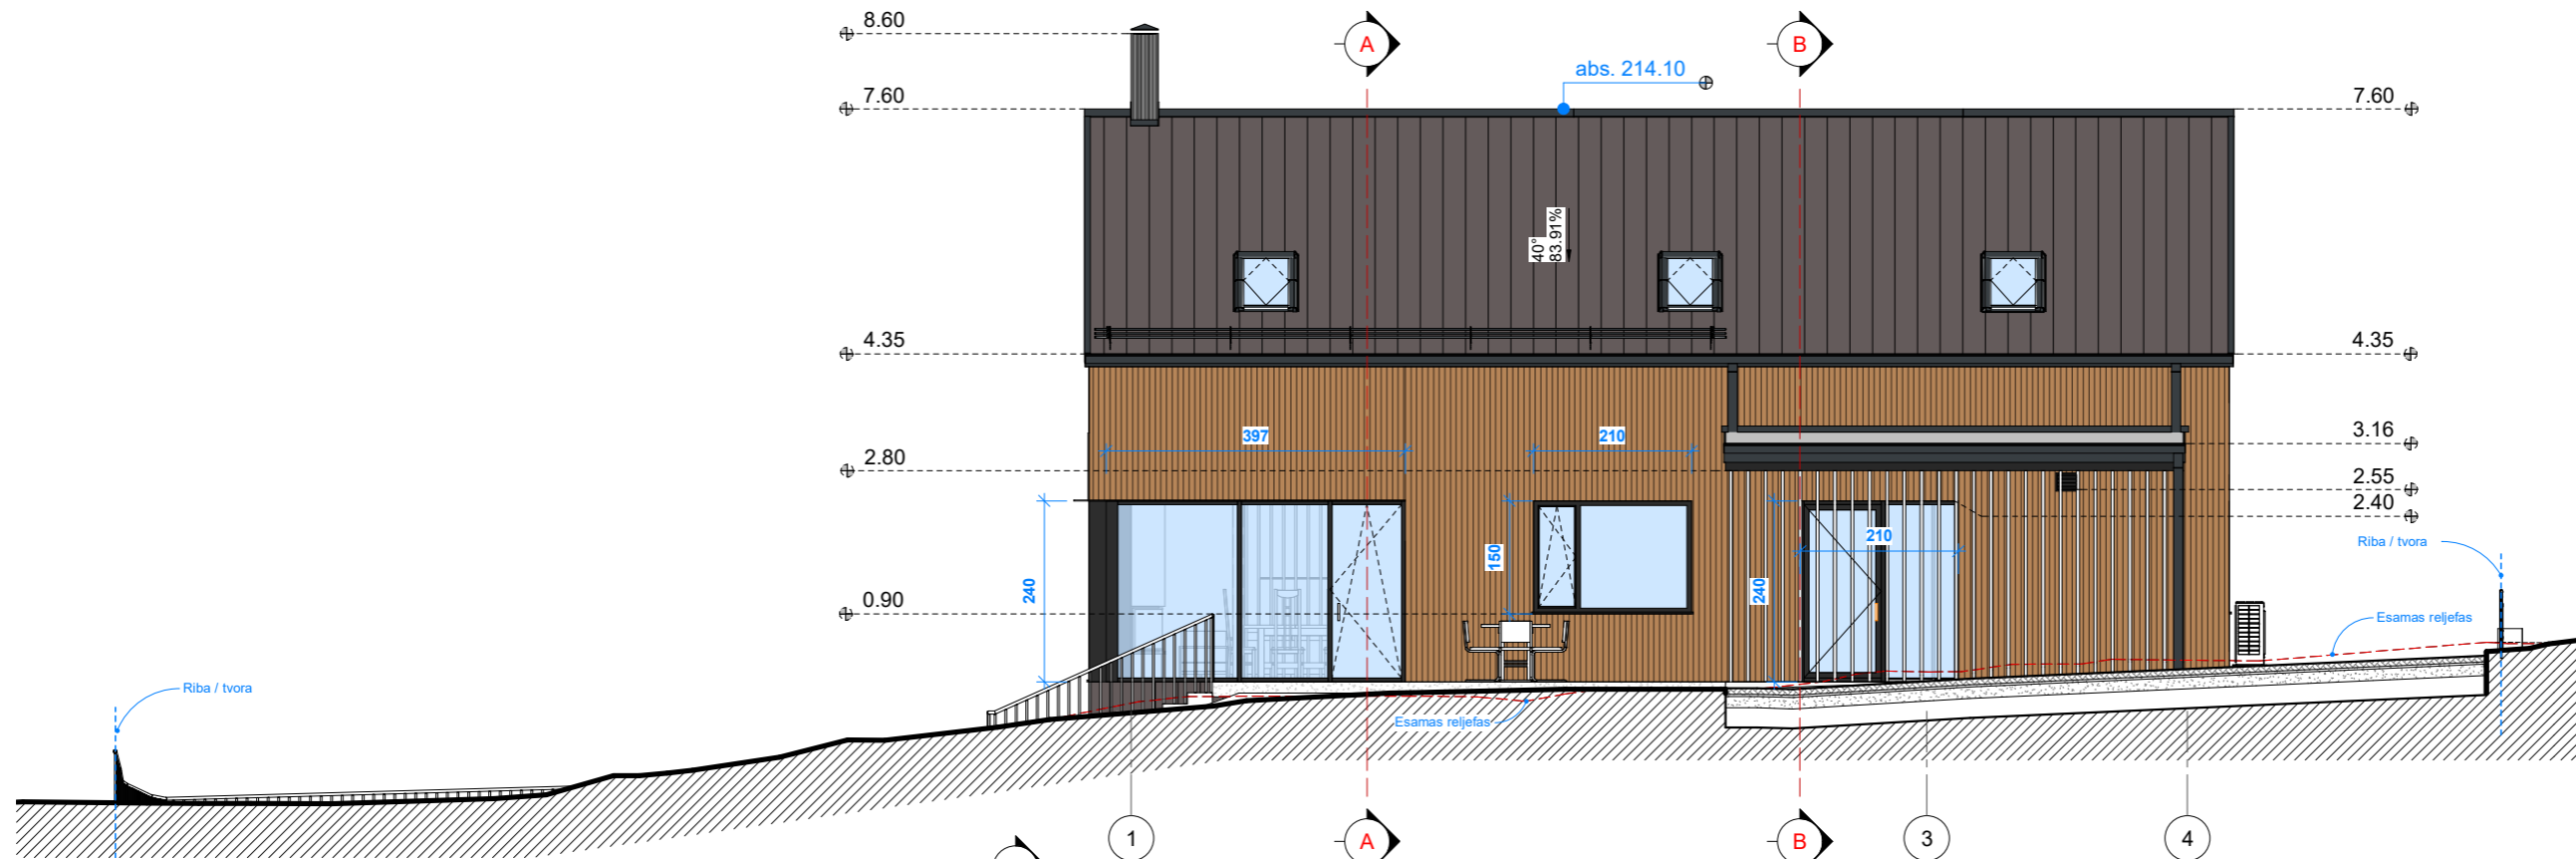 8.60
A
B
abs. 214.10
7.60
7.60
40°
83.91%
4.35
4.35
397
210
3.16
2.80
2.55
2.40
210
Riba / tvora
150
240
240
0.90
Esamas reljefas
Riba / tvora
Esamas reljefas
1
A
B
3
4